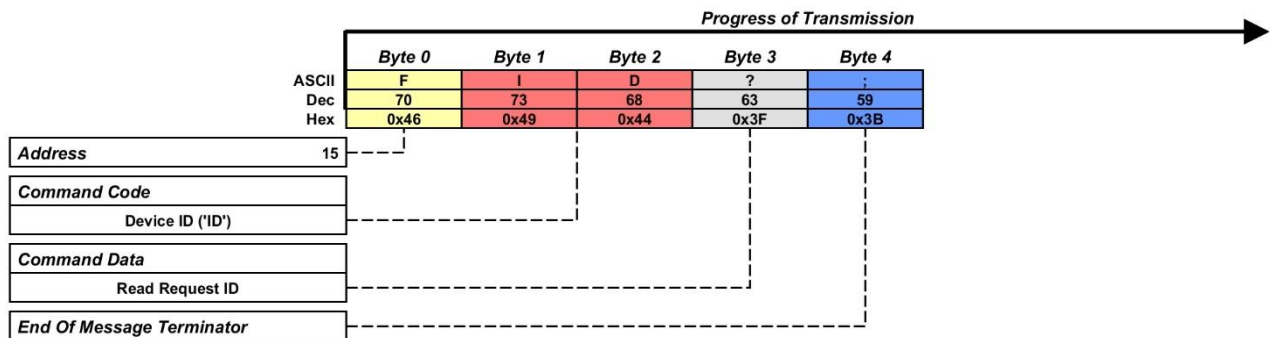 Progress of Transmission
Byte 0 Byte 1 Byte 2 Byte 3 Byte 4
ASCII F I D ? ;
Dec 70 73 68 63 59
Hex 0x46 0x49 0x44 0x3F 0x3B
Address 15
Command Code
Device ID ('ID')
Command Data
Read Request ID
End Of Message Terminator